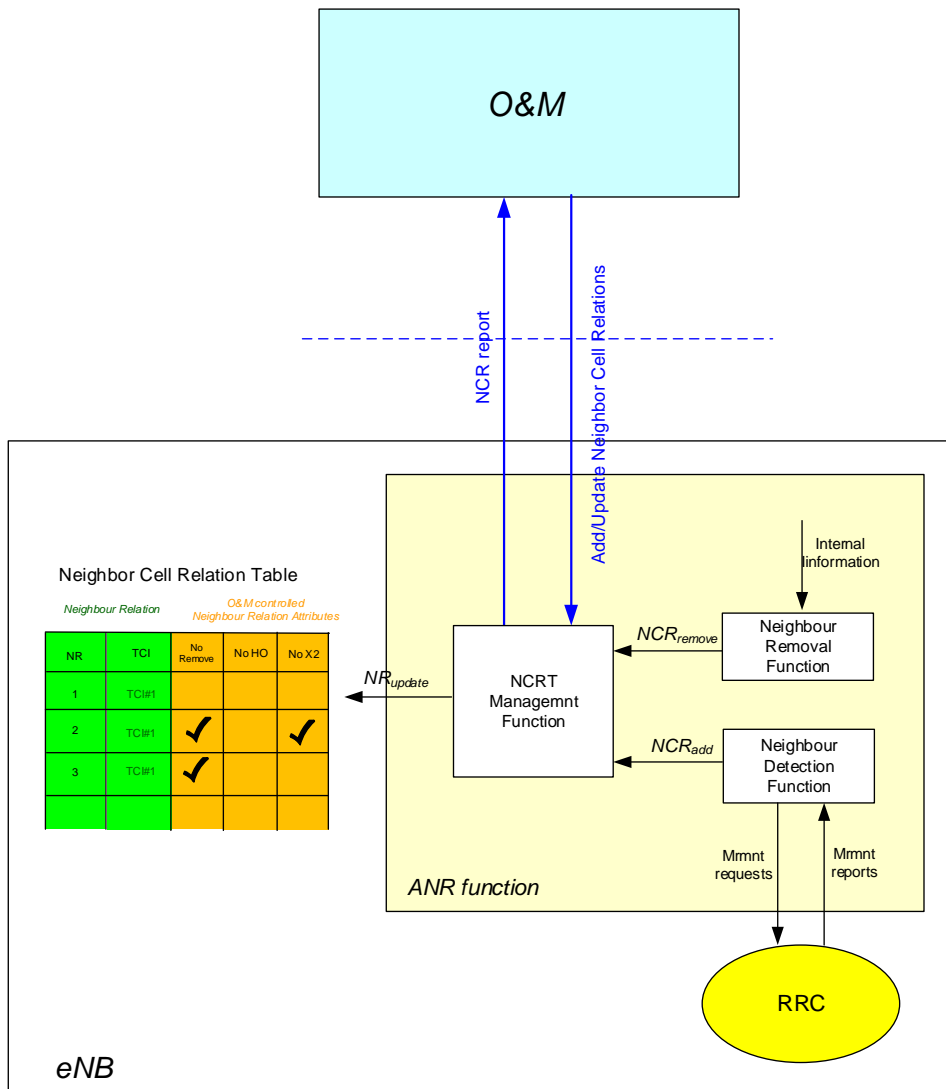 O&M
NCR report
Add/Update Neighbor Cell Relations
Internal
Iinformation
Neighbor Cell Relation Table
Neighbour Relation
O&M controlled
Neighbour Relation Attributes
NR
TCI
No
Remove
No HO
No X2
1
TCI#1
2
TCI#1
✓
✓
3
TCI#1
✓
NRupdate
NCRT
Managemnt
Function
NCRremove
Neighbour
Removal
Function
NCRadd
Neighbour
Detection
Function
Mrmnt
requests
Mrmnt
reports
ANR function
RRC
eNB